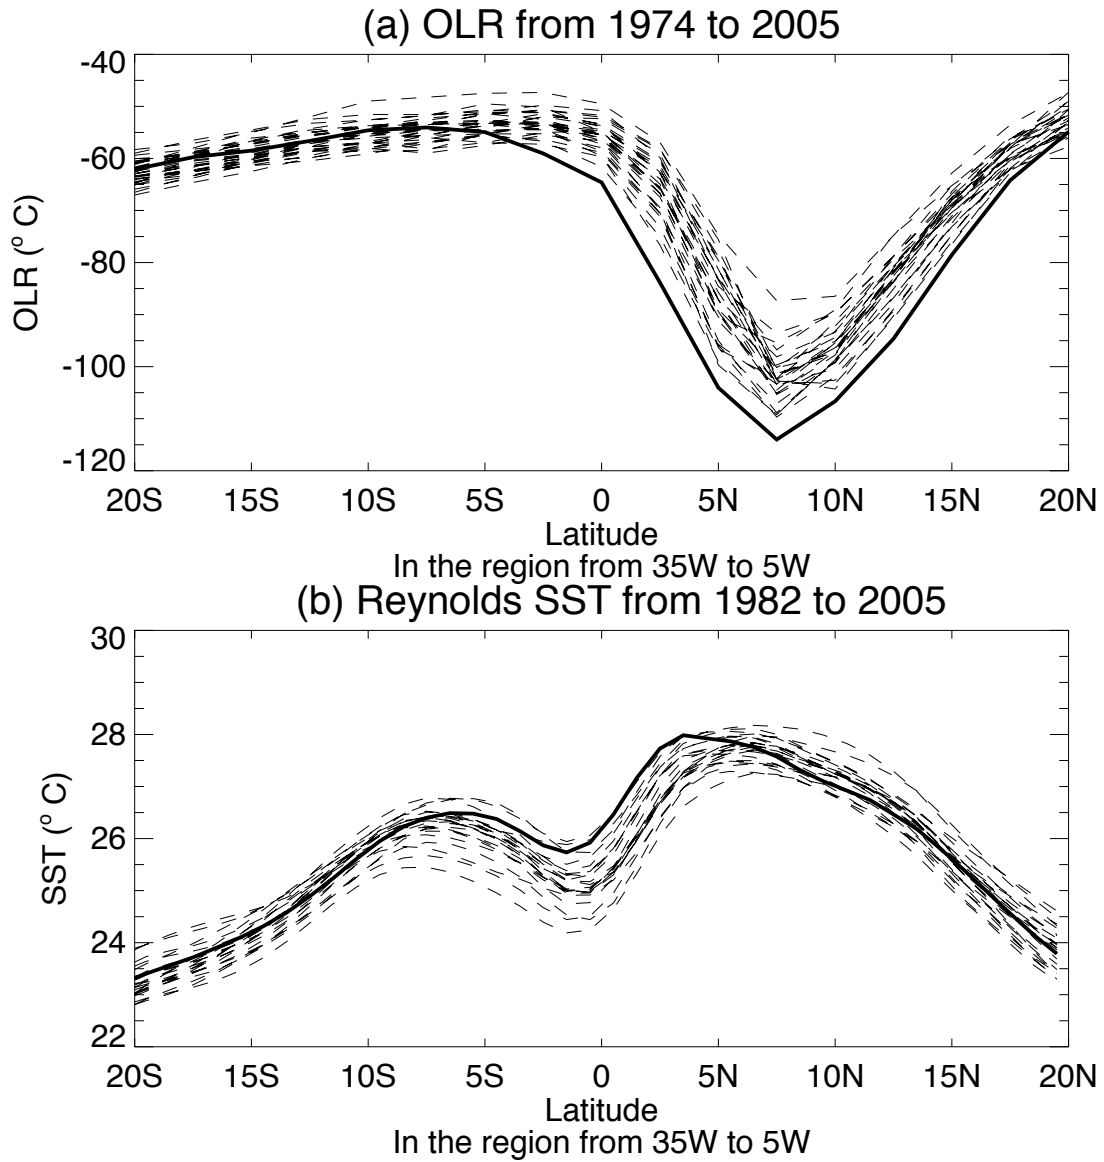 (a) OLR from 1974 to 2005
-40
-60
-80
-100
-120
OLR (º C)
20S 15S 10S 5S 0 5N 10N 15N 20N
Latitude
In the region from 35W to 5W
(b) Reynolds SST from 1982 to 2005
30
28
26
24
22
SST (º C)
20S 15S 10S 5S 0 5N 10N 15N 20N
Latitude
In the region from 35W to 5W